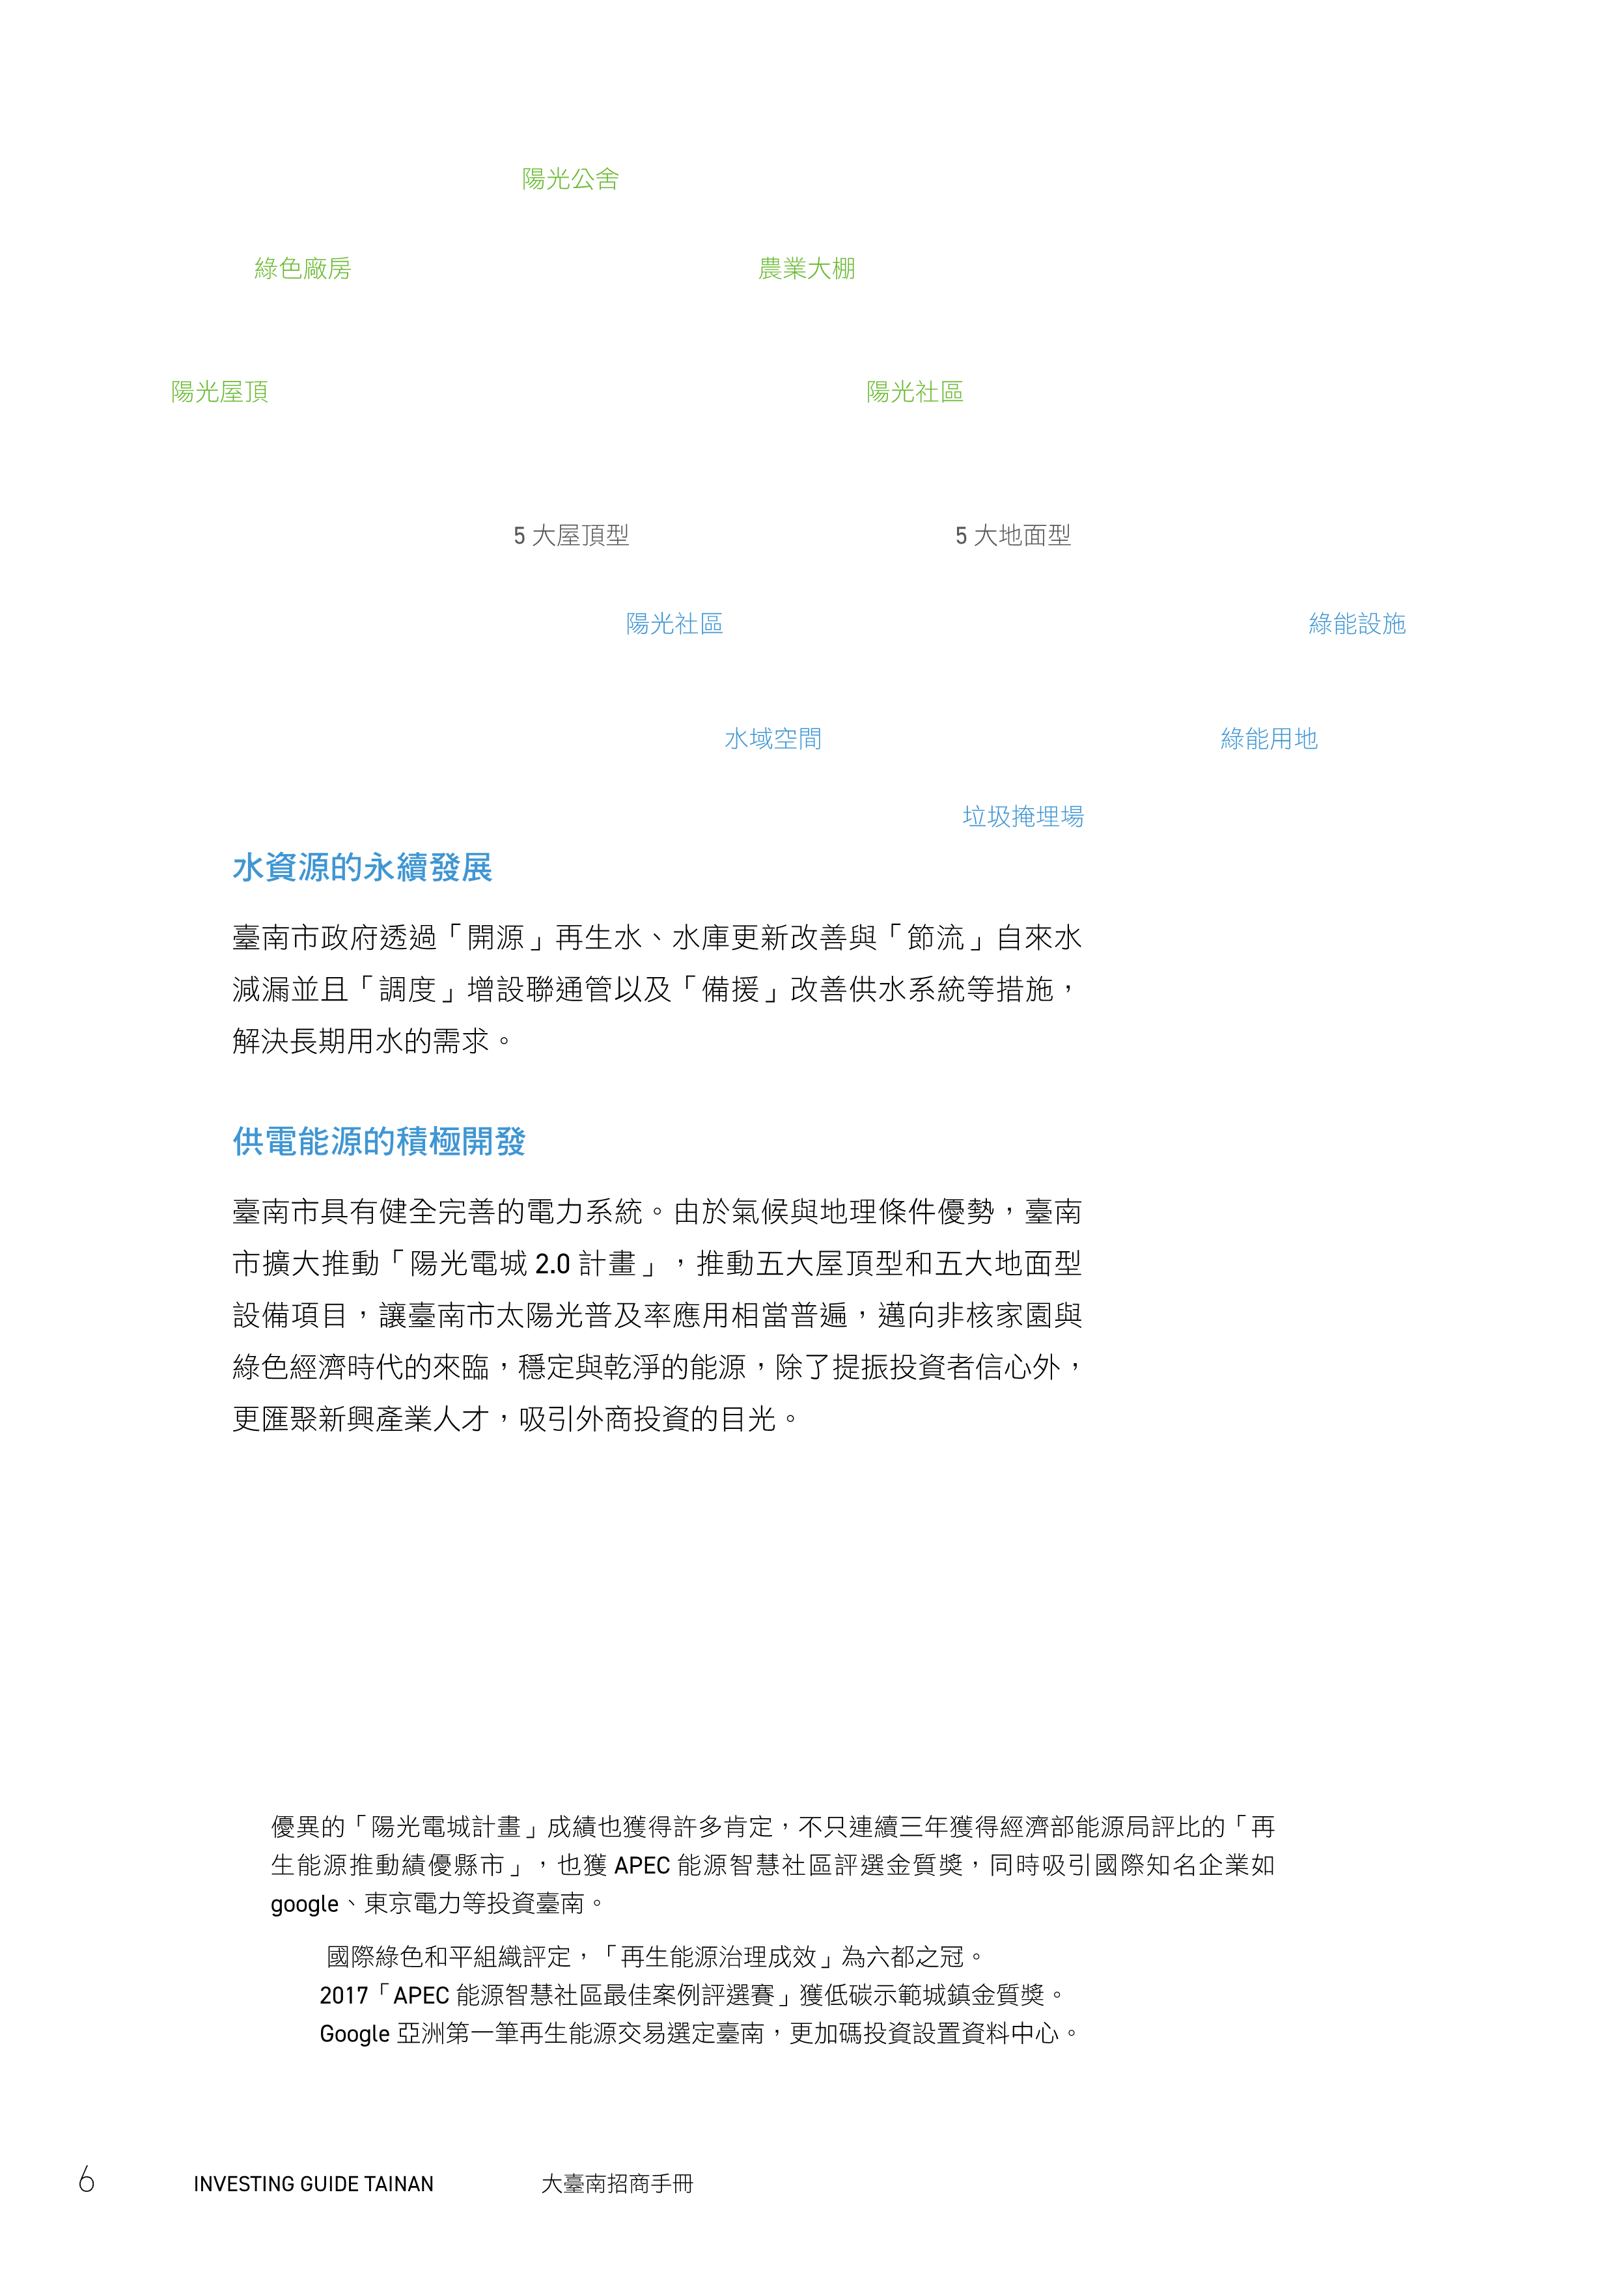 陽光公舍
綠色廠房
農業大棚
陽光屋頂
陽光社區
5 大屋頂型
5 大地面型
陽光社區
綠能設施
水域空間
綠能用地
垃圾掩埋場
水資源的永續發展
臺南市政府透過「開源」再生水、水庫更新改善與「節流」自來水
減漏並且「調度」增設聯通管以及「備援」改善供水系統等措施，
解決長期用水的需求。
供電能源的積極開發
臺南市具有健全完善的電力系統。由於氣候與地理條件優勢，臺南
市擴大推動「陽光電城 2.0 計畫」，推動五大屋頂型和五大地面型
設備項目，讓臺南市太陽光普及率應用相當普遍，邁向非核家園與
綠色經濟時代的來臨，穩定與乾淨的能源，除了提振投資者信心外，
更匯聚新興產業人才，吸引外商投資的目光。
優異的「陽光電城計畫」成績也獲得許多肯定，不只連續三年獲得經濟部能源局評比的「再
生能源推動績優縣市」，也獲 APEC 能源智慧社區評選金質獎，同時吸引國際知名企業如
google、東京電力等投資臺南。
國際綠色和平組織評定，「再生能源治理成效」為六都之冠。
2017「APEC 能源智慧社區最佳案例評選賽」獲低碳示範城鎮金質獎。
Google 亞洲第一筆再生能源交易選定臺南，更加碼投資設置資料中心。
6
INVESTING GUIDE TAINAN
大臺南招商手冊